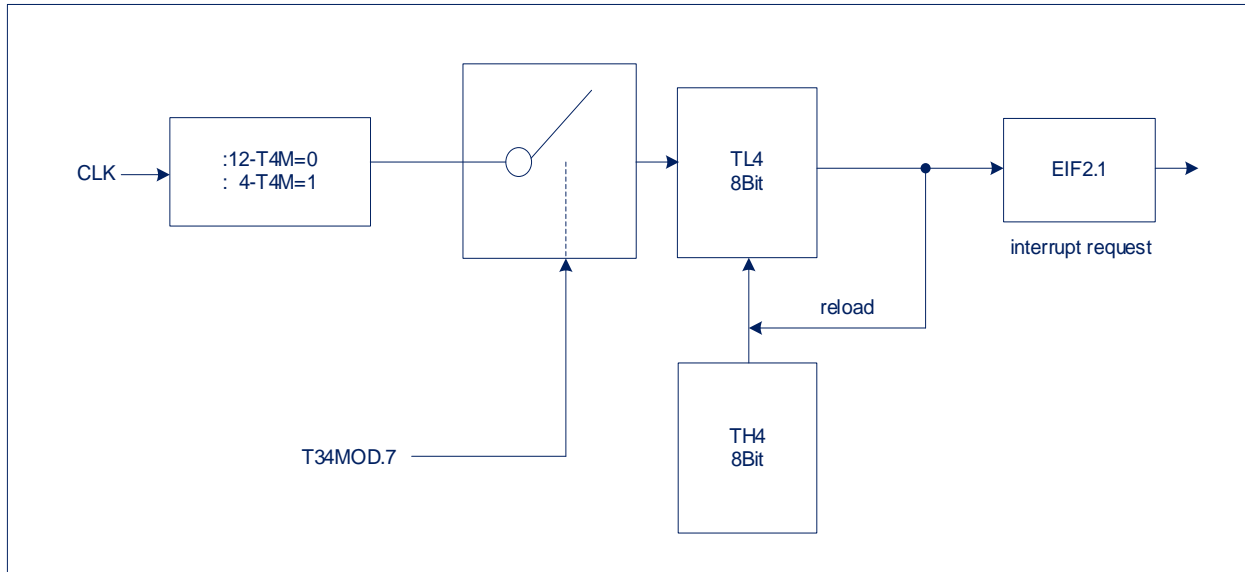 CLK
:12-T4M=0
: 4-T4M=1
TL4
8Bit
EIF2.1
interrupt request
reload
T34MOD.7
TH4
8Bit